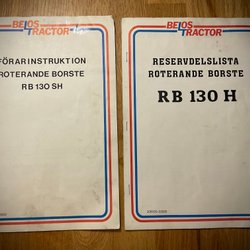 BELOS
TRACTOR
FÖRARINSTRUKTION
ROTERANDE BORSTE
RB 130 SH
BELOS
TRACTOR
RESERVDELSLISTA
ROTERANDE BORSTE
RB 130 H